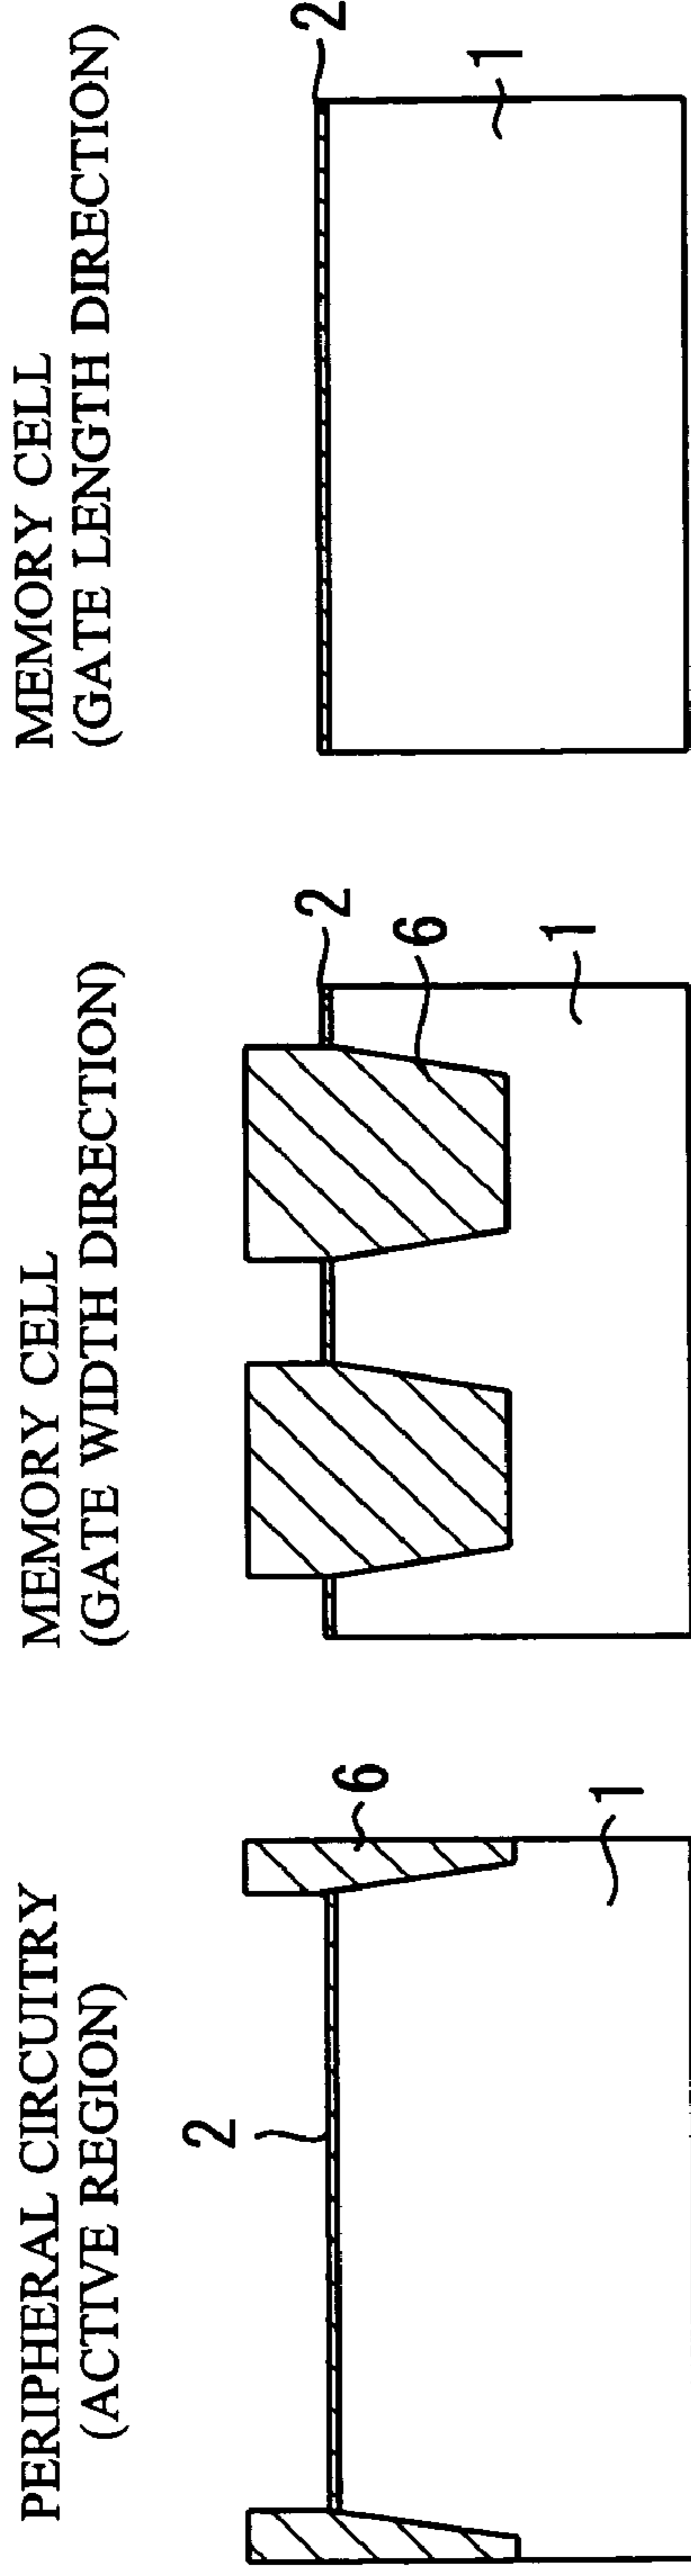 PERIPHERAL CIRCUITRY
(ACTIVE REGION)
2
6
1
MEMORY CELL
(GATE WIDTH DIRECTION)
2
6
1
MEMORY CELL
(GATE LENGTH DIRECTION)
2
1